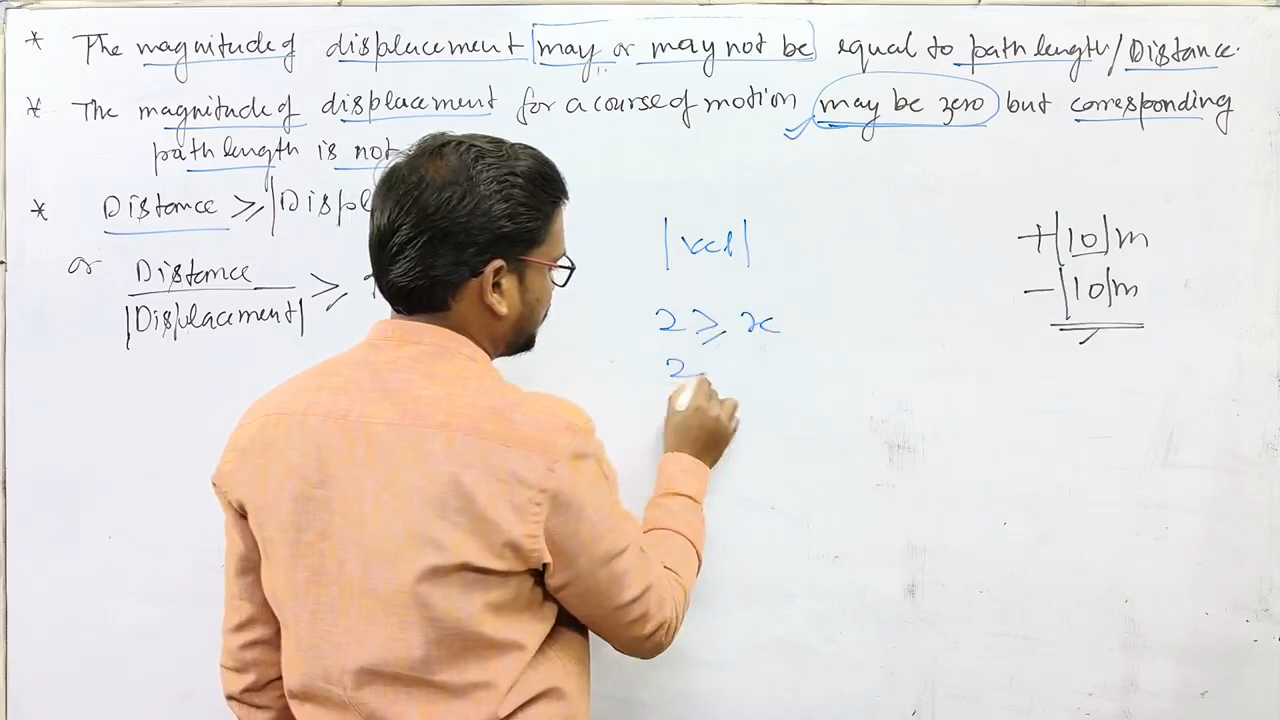 * The magnitude of displacement may or may not be equal to path length/Distance.
* The magnitude of displacement for a course of motion may be zero but corresponding
path length is not
* Distance ⩾ |Displ
or Distance / |Displacement| ⩾
|vect|
2 ⩾ x
2
+|10|m
-|10|m